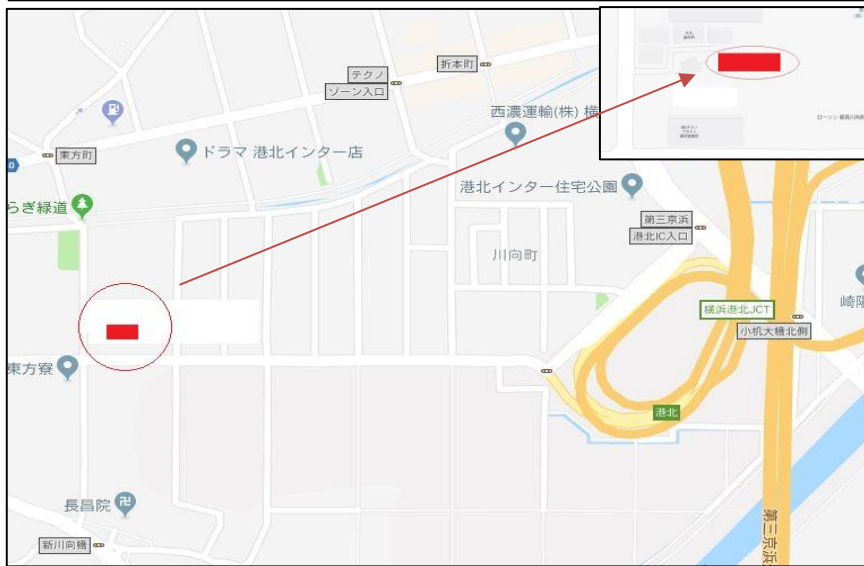 折本町
テクノ
ゾーン入口
西濃運輸(株) 横
東方町
ドラマ 港北インター店
らぎ緑道
港北インター住宅公園
第三京浜
港北IC入口
川向町
横浜港北JCT
小机大橋北側
崎陽
東方寮
港北
長昌院
新川向橋
第三京浜